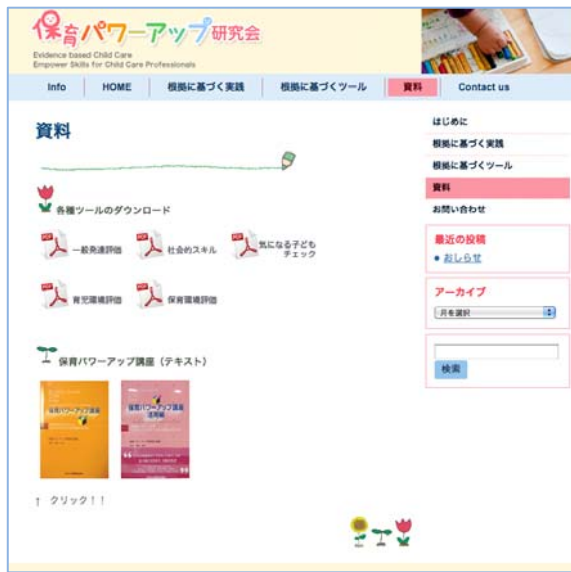 保育パワーアップ研究会
Evidence based Child Care
Empower Skills for Child Care Professionals
Info HOME 根拠に基づく実践 根拠に基づくツール 資料 Contact us
資料
各種ツールのダウンロード
PDF 一般発達評価 PDF 社会的スキル PDF 気になる子ども
チェック
PDF 育児環境評価 PDF 保育環境評価
保育パワーアップ講座（テキスト）
保育パワーアップ講座
保育パワーアップ講座
活用編
↑ クリック！！
はじめに
根拠に基づく実践
根拠に基づくツール
資料
お問い合わせ
最近の投稿
• おしらせ
アーカイブ
月を選択
検索